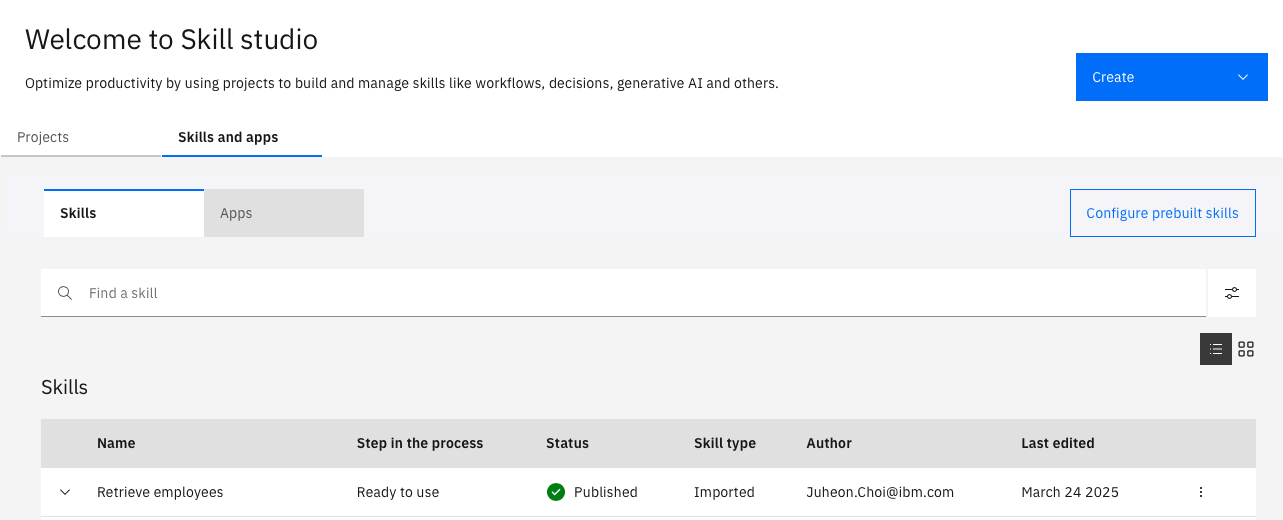 Welcome to Skill studio
Optimize productivity by using projects to build and manage skills like workflows, decisions, generative AI and others.
Create
Projects
Skills and apps
Skills
Apps
Configure prebuilt skills
Find a skill
Skills
Name Step in the process Status Skill type Author Last edited
Retrieve employees Ready to use Published Imported Juheon.Choi@ibm.com March 24 2025